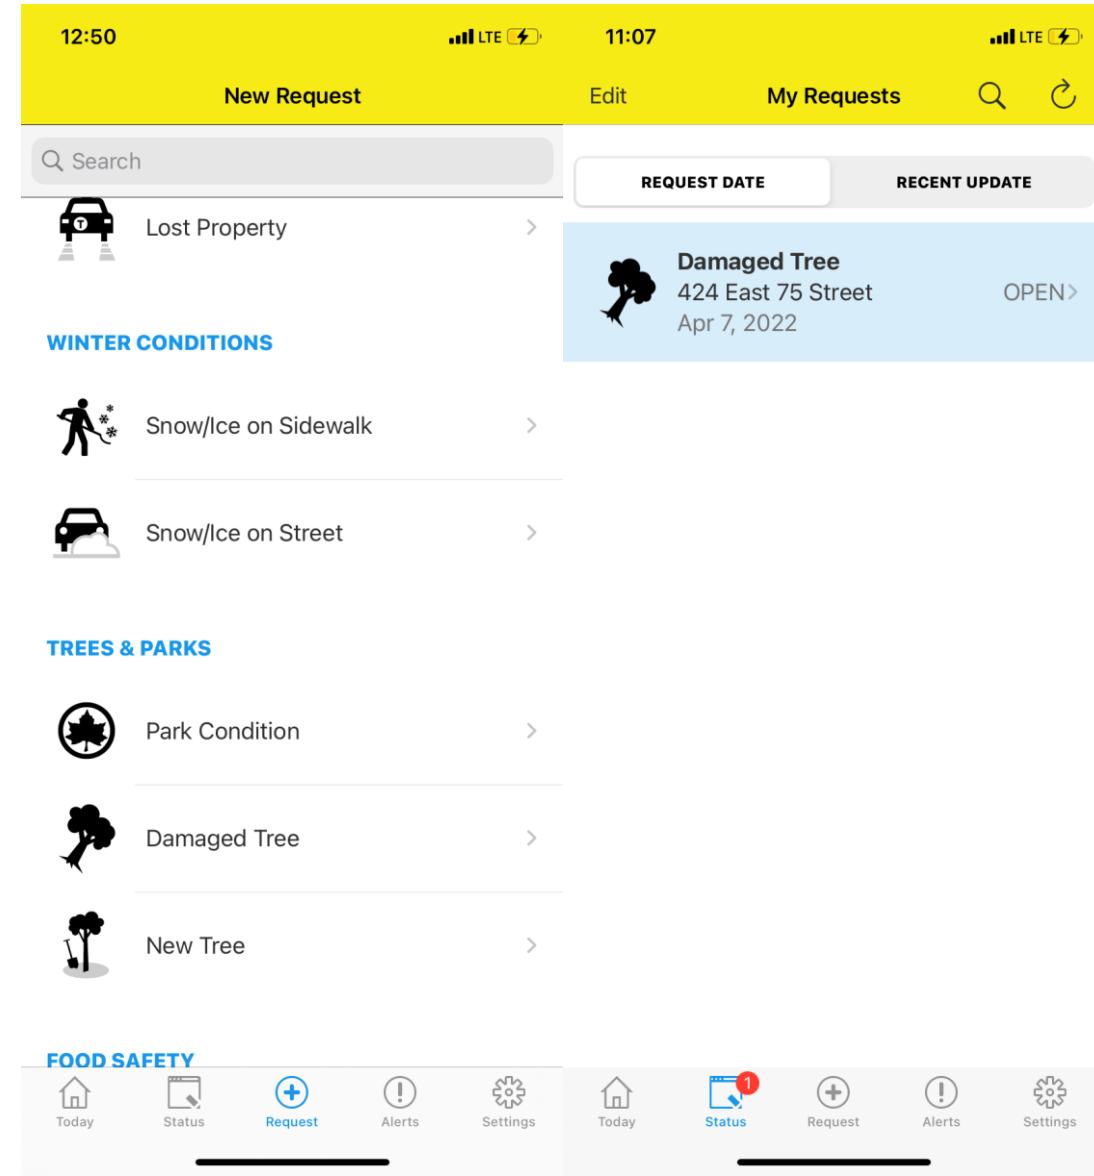 12:50
LTE
New Request
Search
T
Lost Property
WINTER CONDITIONS
Snow/Ice on Sidewalk
Snow/Ice on Street
TREES & PARKS
Park Condition
Damaged Tree
New Tree
FOOD SAFETY
Today Status Request Alerts Settings
11:07
LTE
Edit My Requests
REQUEST DATE RECENT UPDATE
Damaged Tree
424 East 75 Street
OPEN
Apr 7, 2022
1
Today Status Request Alerts Settings